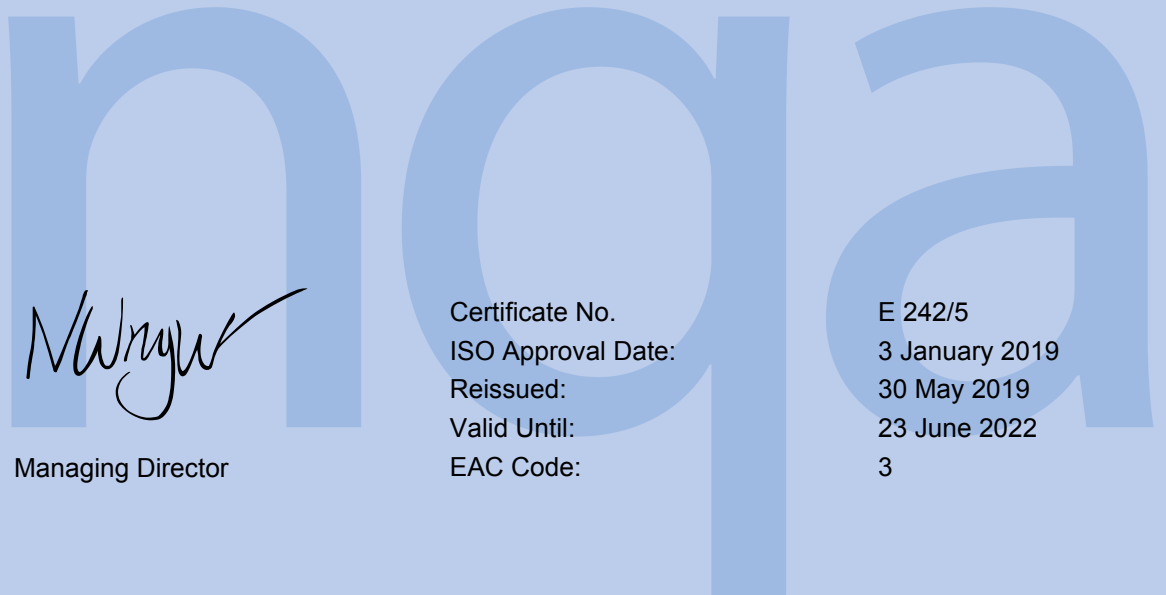 nqa
Certificate No. E 242/5
ISO Approval Date: 3 January 2019
Reissued: 30 May 2019
Valid Until: 23 June 2022
Managing Director EAC Code: 3